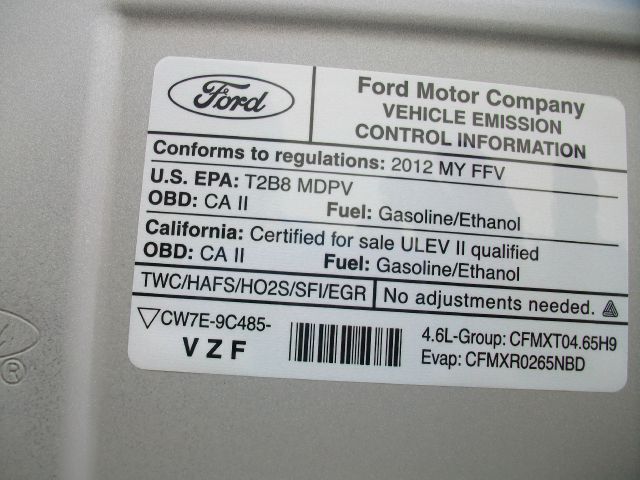 Ford
Ford Motor Company
VEHICLE EMISSION
CONTROL INFORMATION
Conforms to regulations: 2012 MY FFV
U.S. EPA: T2B8 MDPV
OBD: CA II Fuel: Gasoline/Ethanol
California: Certified for sale ULEV II qualified
OBD: CA II Fuel: Gasoline/Ethanol
TWC/HAFS/HO2S/SFI/EGR No adjustments needed.
CW7E-9C485-
VZF
4.6L-Group: CFMXT04.65H9
Evap: CFMXR0265NBD
®